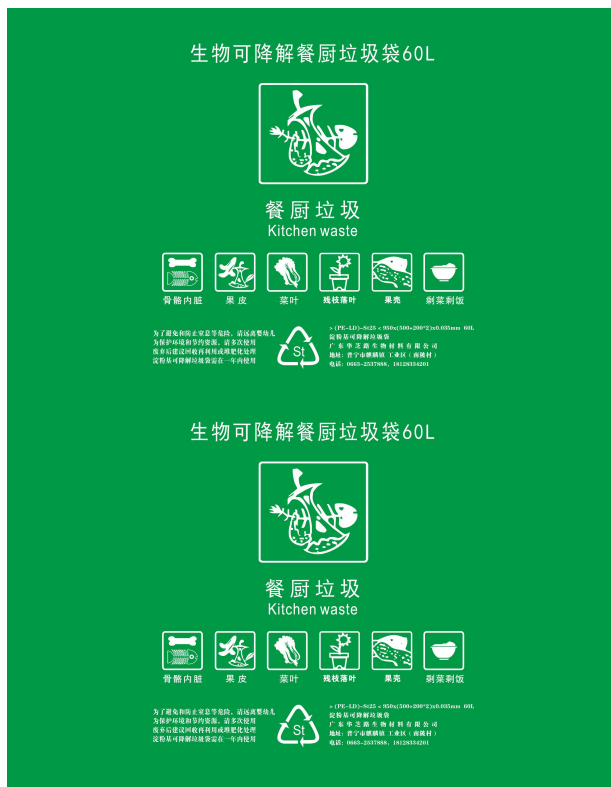 生物可降解餐厨垃圾袋60L
餐厨垃圾
Kitchen waste
骨骼内脏 果皮 菜叶 残枝落叶 果壳 剩菜剩饭
为了避免和防止窒息等危险，请远离婴幼儿
为保护环境和节约资源，请多次使用
废弃后建议回收再利用或堆肥化处理
淀粉基可降解垃圾袋需在一年内使用
St
>(PE-LD)-St25<950x(500+200*2)x0.035mm 60L
淀粉基可降解垃圾袋
广东华芝路生物材料有限公司
地址：普宁市麒麟镇 工业区（南陂村）
电话：0663-2537888，18128334201
生物可降解餐厨垃圾袋60L
餐厨垃圾
Kitchen waste
骨骼内脏 果皮 菜叶 残枝落叶 果壳 剩菜剩饭
为了避免和防止窒息等危险，请远离婴幼儿
为保护环境和节约资源，请多次使用
废弃后建议回收再利用或堆肥化处理
淀粉基可降解垃圾袋需在一年内使用
St
>(PE-LD)-St25<950x(500+200*2)x0.035mm 60L
淀粉基可降解垃圾袋
广东华芝路生物材料有限公司
地址：普宁市麒麟镇 工业区（南陂村）
电话：0663-2537888，18128334201